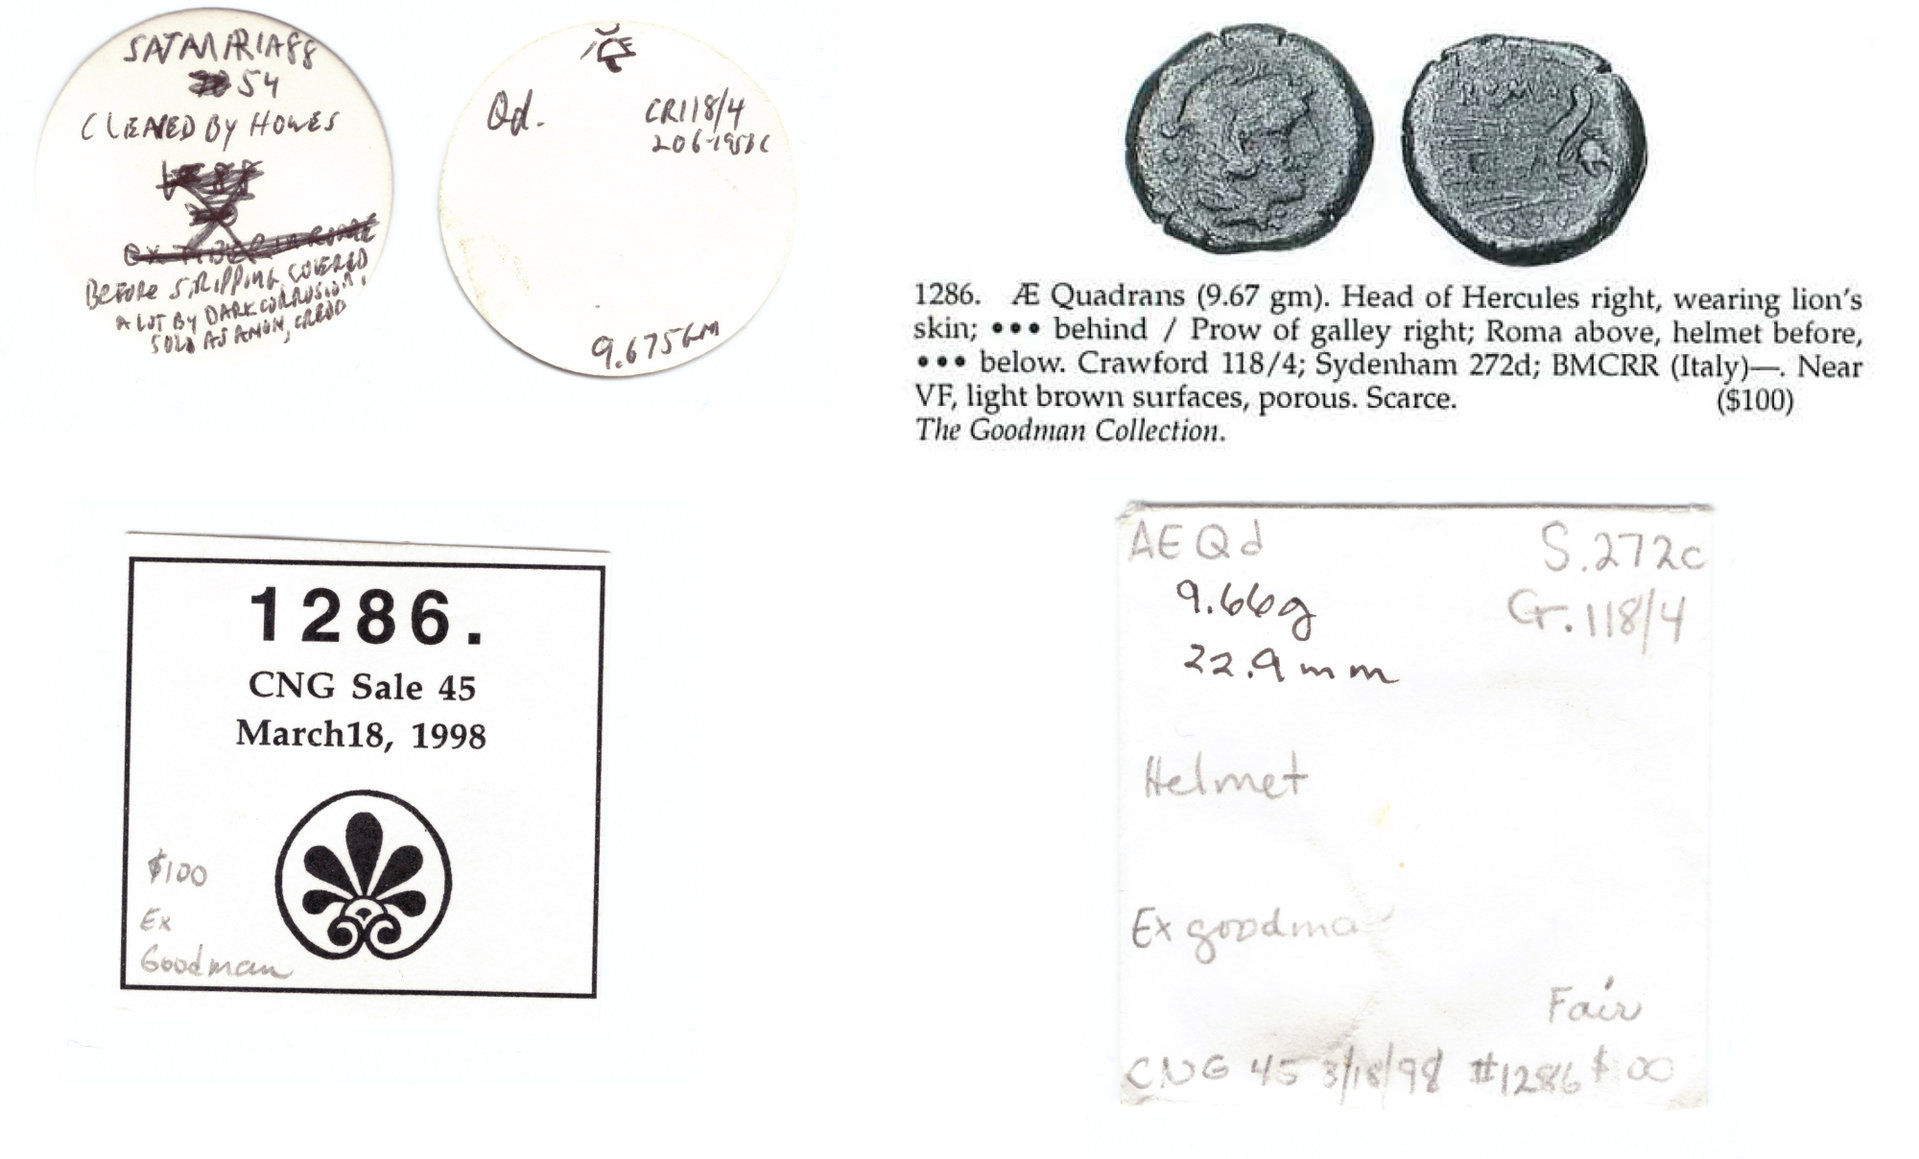 54
CLEANED BY HOWES
BEFORE STRIPPING, COVERED
A LOT BY DARK CORROSION;
SOLD AS ANON, CRUDE
Qd.
CR118/4
206-195BC
9.675GM
1286. Æ Quadrans (9.67 gm). Head of Hercules right, wearing lion's
skin; ••• behind / Prow of galley right; Roma above, helmet before,
••• below. Crawford 118/4; Sydenham 272d; BMCRR (Italy)—. Near
VF, light brown surfaces, porous. Scarce. ($100)
The Goodman Collection.
1286.
CNG Sale 45
March18, 1998
$100
Ex
Goodman
AE Qd
S.272c
9.66g
Cr.118/4
22.9mm
Helmet
Ex goodma
Fair
CNG 45 3/18/98 #1286 $ 00